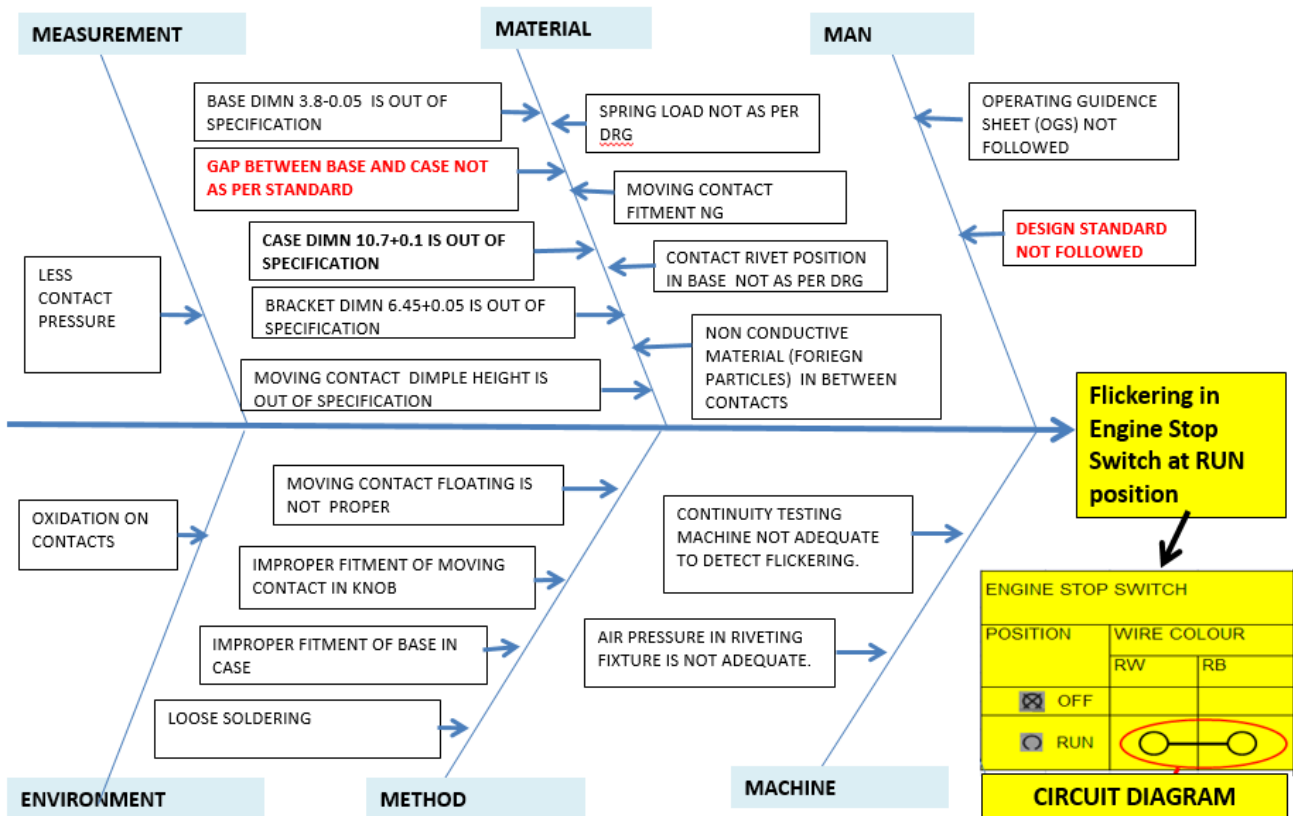 MEASUREMENT
MATERIAL
MAN
BASE DIMN 3.8-0.05 IS OUT OF
SPECIFICATION
SPRING LOAD NOT AS PER
DRG
OPERATING GUIDENCE
SHEET (OGS) NOT
FOLLOWED
GAP BETWEEN BASE AND CASE NOT
AS PER STANDARD
MOVING CONTACT
FITMENT NG
CASE DIMN 10.7+0.1 IS OUT OF
SPECIFICATION
DESIGN STANDARD
NOT FOLLOWED
CONTACT RIVET POSITION
IN BASE NOT AS PER DRG
LESS
CONTACT
PRESSURE
BRACKET DIMN 6.45+0.05 IS OUT OF
SPECIFICATION
NON CONDUCTIVE
MATERIAL (FORIEGN
PARTICLES) IN BETWEEN
CONTACTS
MOVING CONTACT DIMPLE HEIGHT IS
OUT OF SPECIFICATION
Flickering in
Engine Stop
Switch at RUN
position
MOVING CONTACT FLOATING IS
NOT PROPER
OXIDATION ON
CONTACTS
CONTINUITY TESTING
MACHINE NOT ADEQUATE
TO DETECT FLICKERING.
IMPROPER FITMENT OF MOVING
CONTACT IN KNOB
IMPROPER FITMENT OF BASE IN
CASE
AIR PRESSURE IN RIVETING
FIXTURE IS NOT ADEQUATE.
LOOSE SOLDERING
ENGINE STOP SWITCH
POSITION WIRE COLOUR
RW RB
OFF
RUN
ENVIRONMENT
METHOD
MACHINE
CIRCUIT DIAGRAM